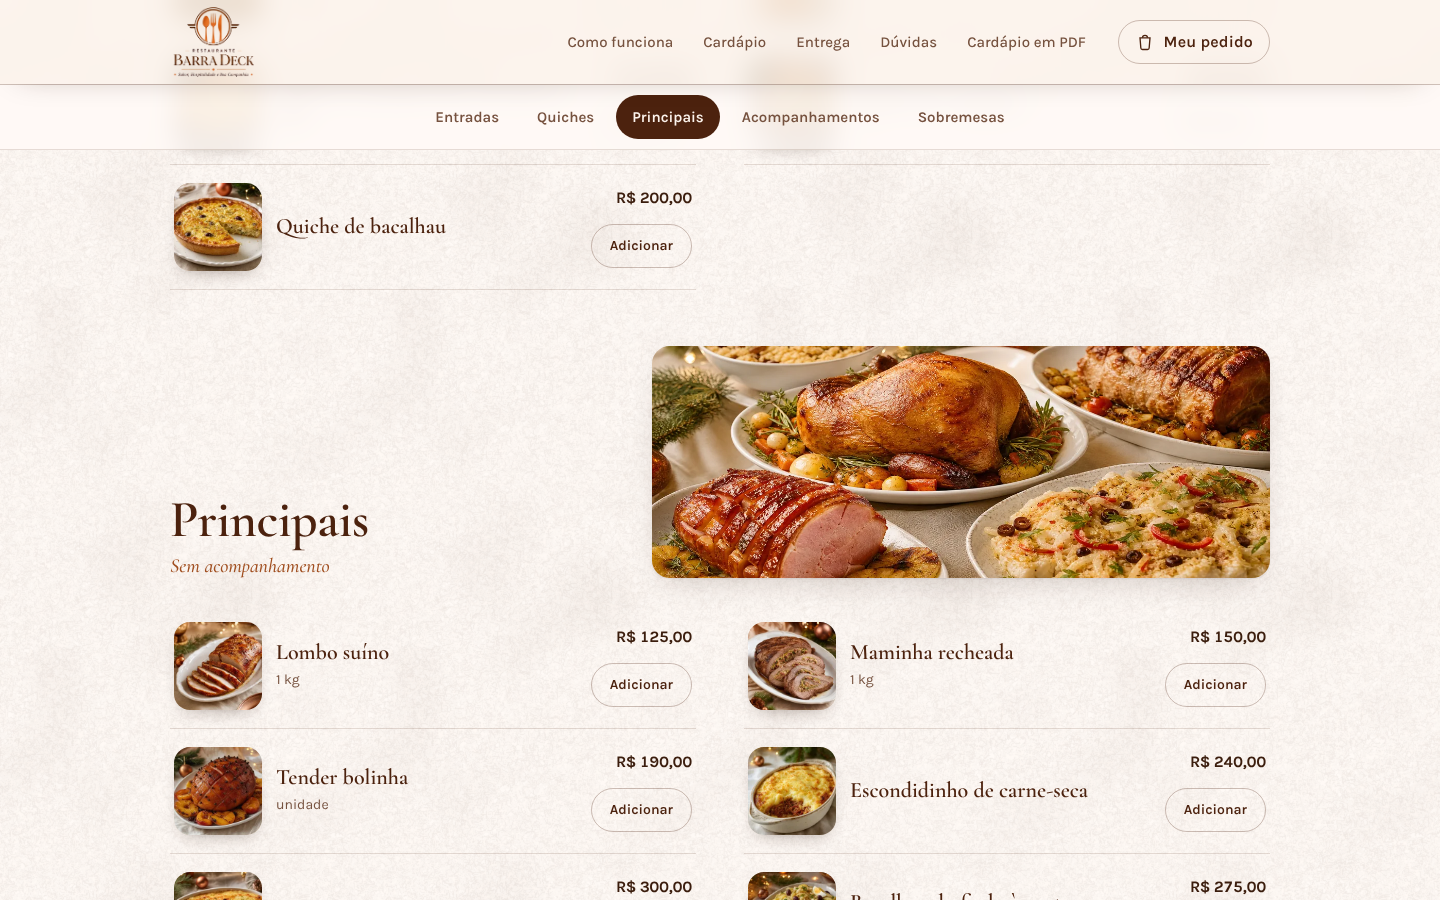 RESTAURANTE
BARRA DECK
Como funciona
Cardápio
Entrega
Dúvidas
Cardápio em PDF
Meu pedido
Entradas
Quiches
Principais
Acompanhamentos
Sobremesas
Quiche de bacalhau
R$ 200,00
Adicionar
Principais
Sem acompanhamento
Lombo suíno
1 kg
R$ 125,00
Adicionar
Maminha recheada
1 kg
R$ 150,00
Adicionar
Tender bolinha
unidade
R$ 190,00
Adicionar
Escondidinho de carne-seca
R$ 240,00
Adicionar
R$ 300,00
R$ 275,00